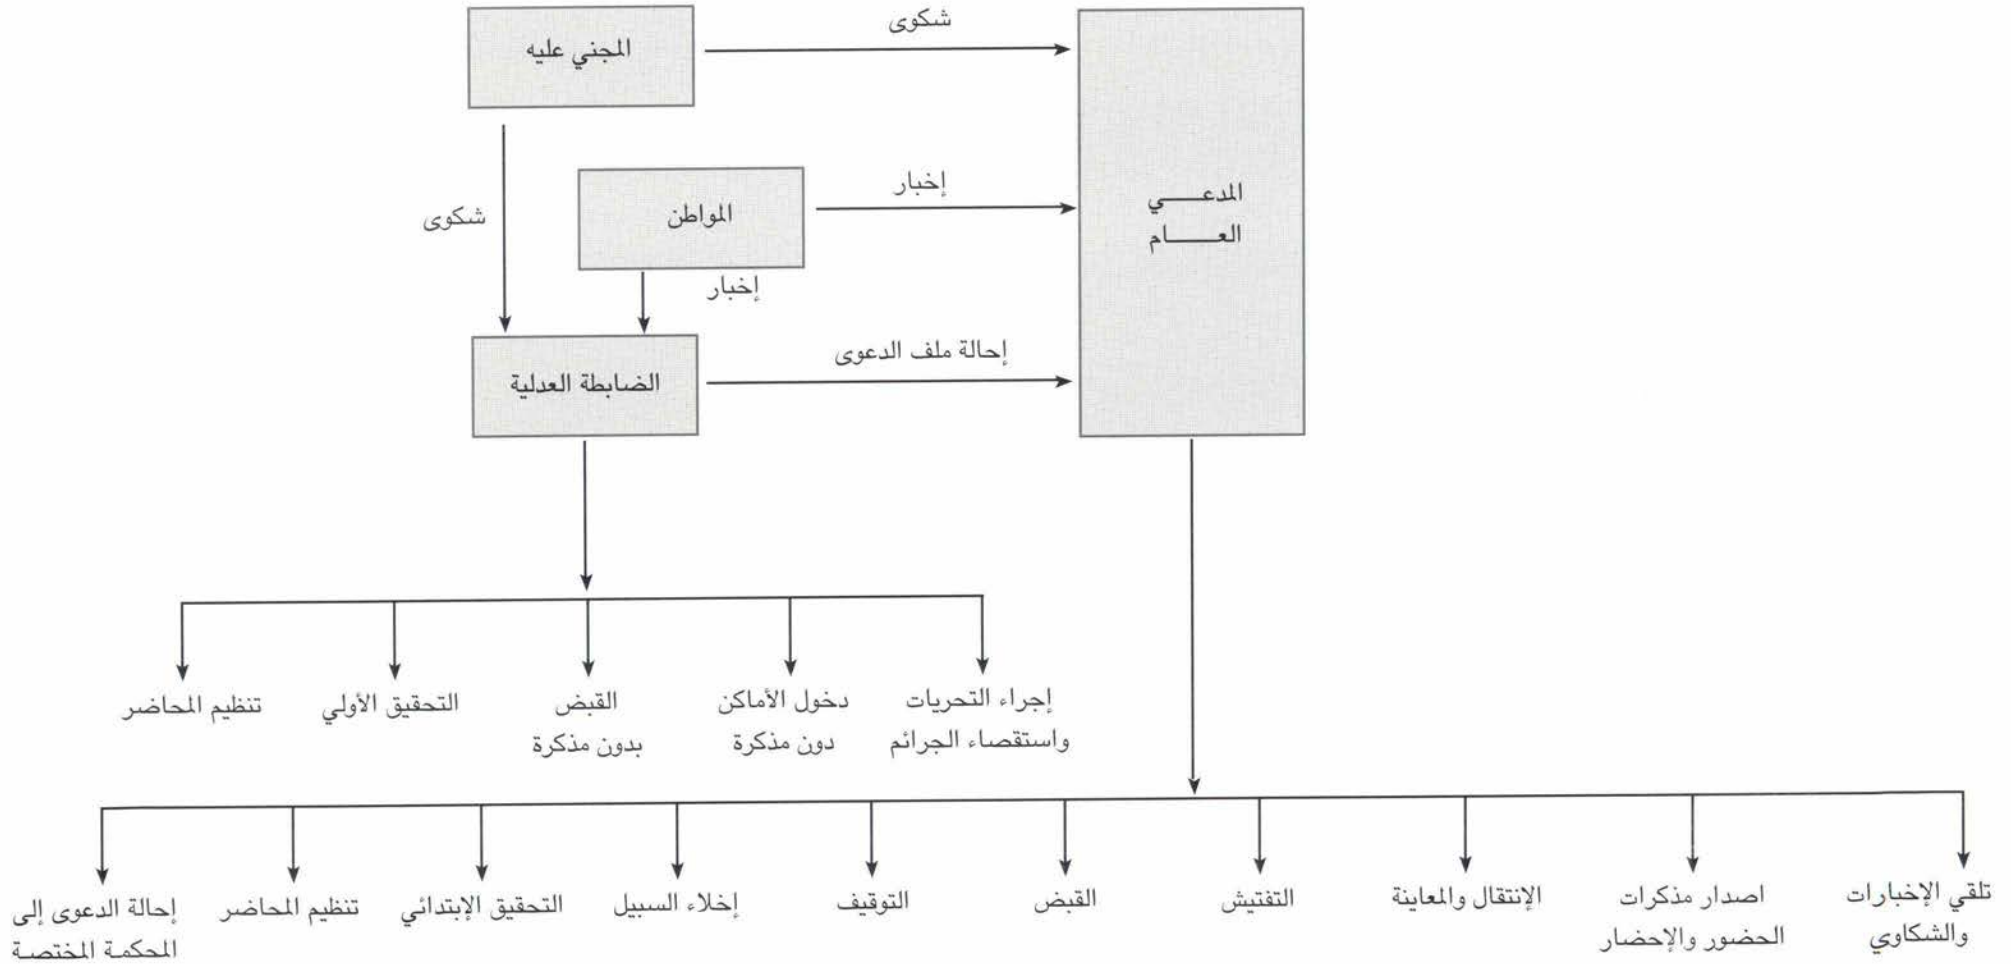 شكوى
المجني عليه
إخبار
المواطن
شكوى
إخبار
المدعـــــي
العـــــــام
إحالة ملف الدعوى
الضابطة العدلية
إجراء التحريات
واستقصاء الجرائم
دخول الأماكن
دون مذكرة
القبض
بدون مذكرة
التحقيق الأولي
تنظيم المحاضر
تلقي الإخبارات
والشكاوي
اصدار مذكرات
الحضور والإحضار
الإنتقال والمعاينة
التفتيش
القبض
التوقيف
إخلاء السبيل
التحقيق الإبتدائي
تنظيم المحاضر
إحالة الدعوى إلى
المحكمة المختصة